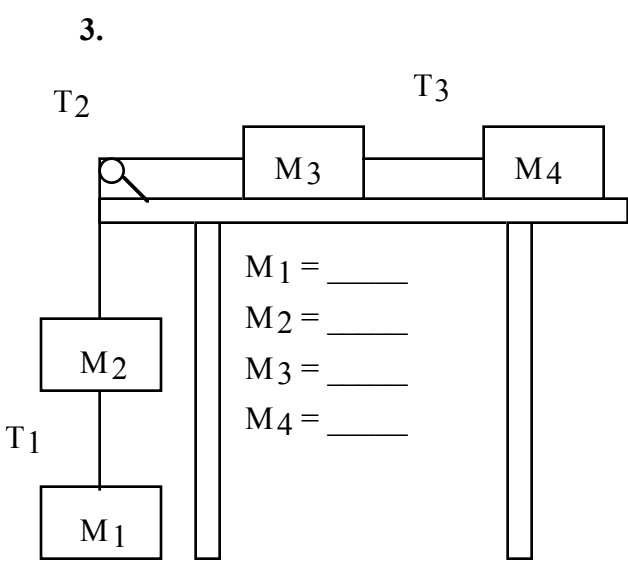 3.
T3
T2
M3
M4
M1 = _____
M2 = _____
M3 = _____
M4 = _____
M2
T1
M1